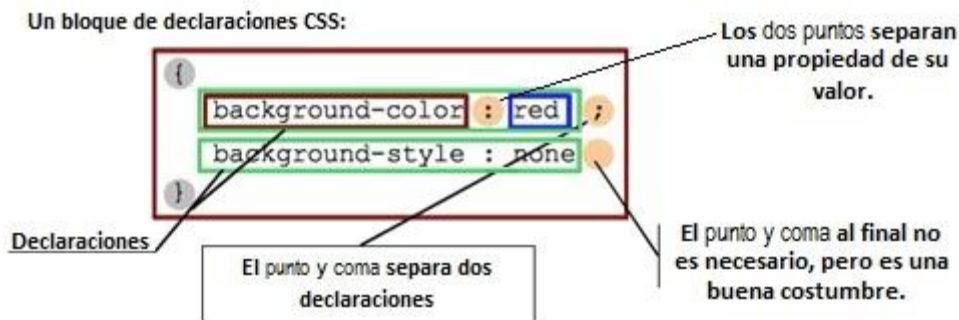 Un bloque de declaraciones CSS:
Los dos puntos separan
una propiedad de su
valor.
{
background-color : red ;
background-style : none
}
Declaraciones
El punto y coma separa dos
declaraciones
El punto y coma al final no
es necesario, pero es una
buena costumbre.